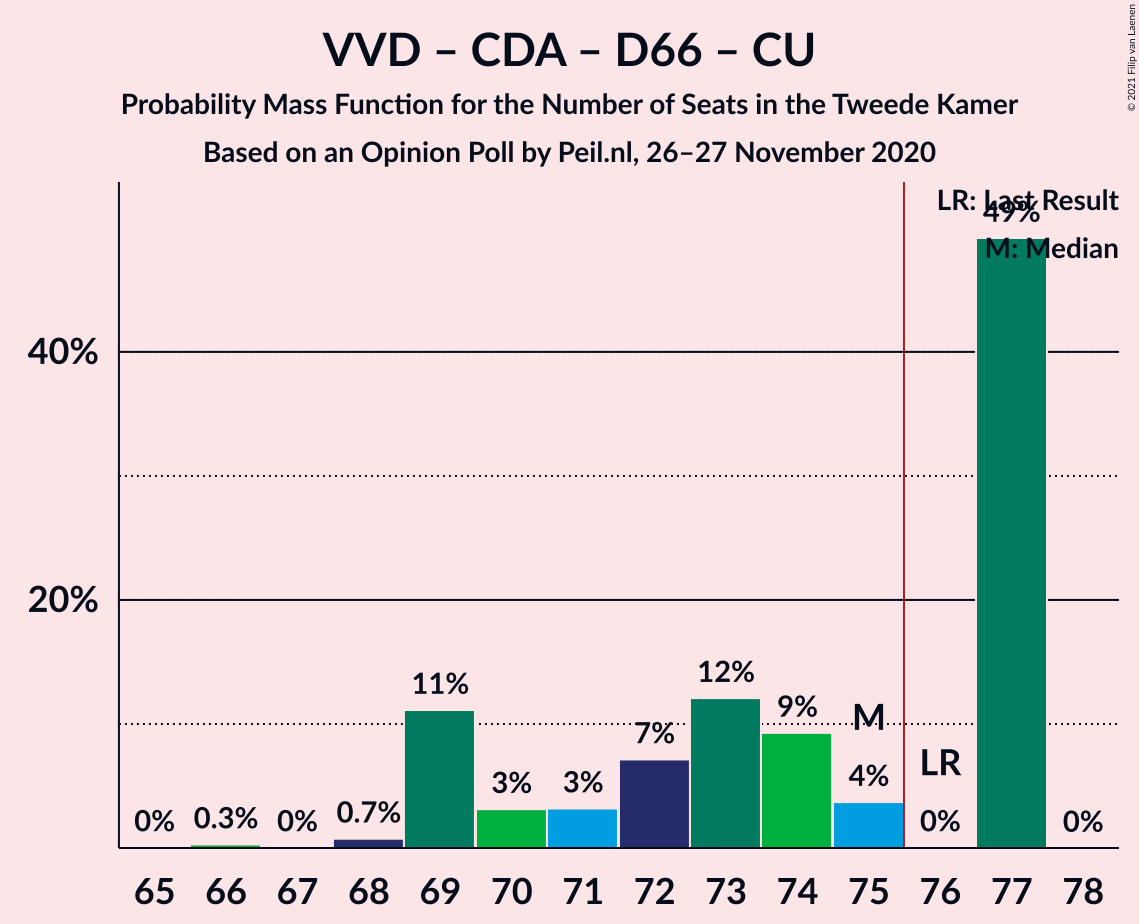 VVD – CDA – D66 – CU
Probability Mass Function for the Number of Seats in the Tweede Kamer
Based on an Opinion Poll by Peil.nl, 26–27 November 2020
© 2021 Filip van Laenen
LR: Last Result
49%
M: Median
40%
20%
12%
11%
9%
M
7%
LR
3%
3%
4%
0%
0.3%
0%
0.7%
0%
0%
65 66 67 68 69 70 71 72 73 74 75 76 77 78